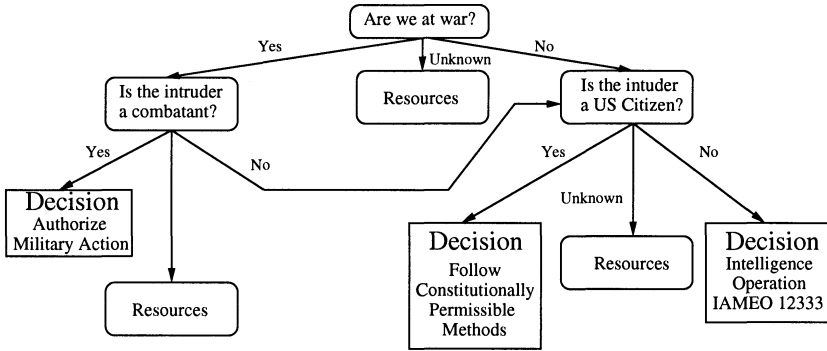 Are we at war?
Yes
Unknown
No
Is the intruder
a combatant?
Resources
Is the intuder
a US Citizen?
Yes
No
Yes
Unknown
No
Decision
Authorize
Military Action
Resources
Decision
Follow
Constitutionally
Permissible
Methods
Resources
Decision
Intelligence
Operation
IAMEO 12333